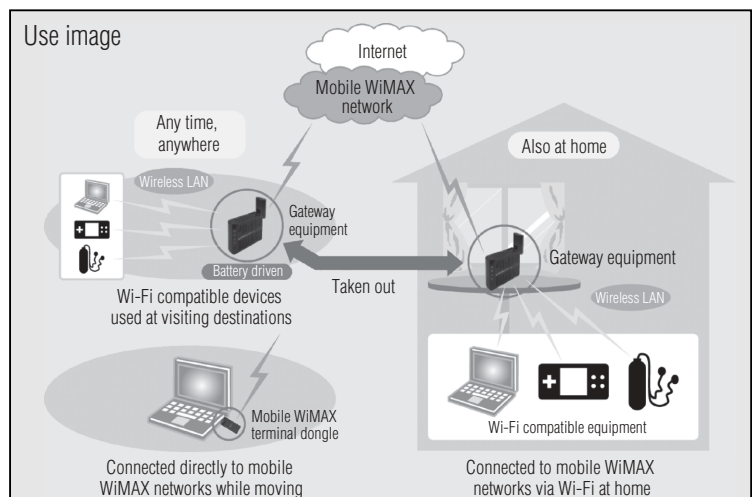 Use image
Internet
Mobile WiMAX
network
Any time,
anywhere
Also at home
Wireless LAN
Gateway
equipment
Battery driven
Gateway equipment
Taken out
Wireless LAN
Wi-Fi compatible devices
used at visiting destinations
Mobile WiMAX
terminal dongle
Wi-Fi compatible equipment
Connected directly to mobile
WiMAX networks while moving
Connected to mobile WiMAX
networks via Wi-Fi at home